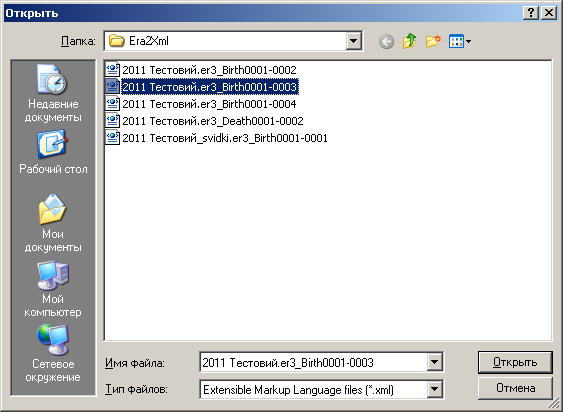 Открыть
Папка: Era2Xml
2011 Тестовий.er3_Birth0001-0002
2011 Тестовий.er3_Birth0001-0003
2011 Тестовий.er3_Birth0001-0004
2011 Тестовий.er3_Death0001-0002
2011 Тестовий_svidki.er3_Birth0001-0001
Недавние
документы
Рабочий стол
Мои
документы
Мой
компьютер
Сетевое
окружение
Имя файла: 2011 Тестовий.er3_Birth0001-0003 Открыть
Тип файлов: Extensible Markup Language files (*.xml) Отмена